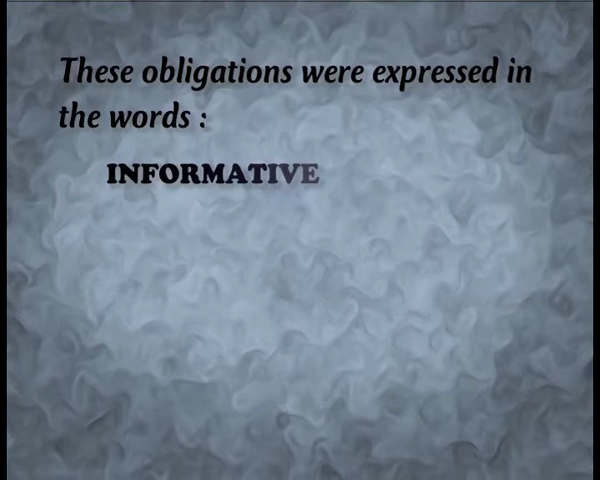 These obligations were expressed in
the words :
INFORMATIVE